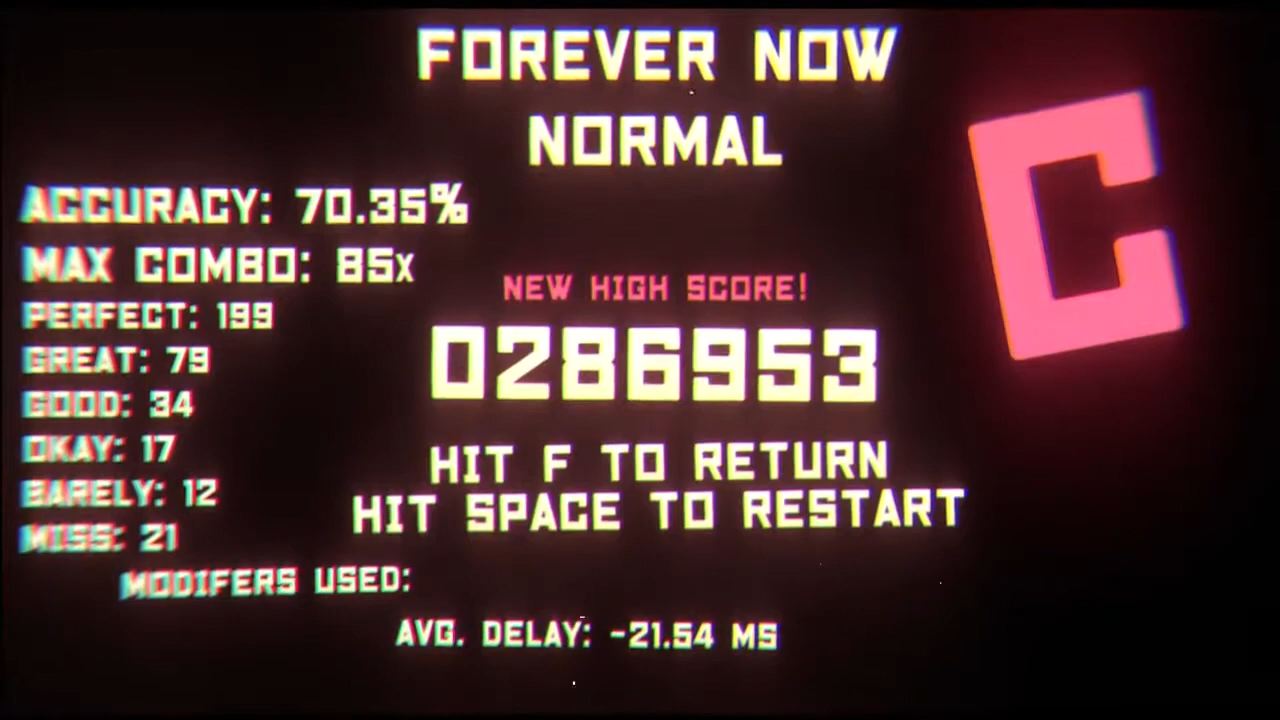 FOREVER NOW
NORMAL
C
ACCURACY: 70.35%
MAX COMBO: 85x
PERFECT: 199
GREAT: 79
GOOD: 34
OKAY: 17
BARELY: 12
MISS: 21
MODIFERS USED:
NEW HIGH SCORE!
0286953
HIT F TO RETURN
HIT SPACE TO RESTART
AVG. DELAY: -21.54 MS